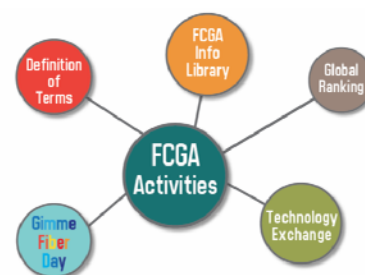 FCGA
Info
Library
Definition
of
Terms
Global
Ranking
FCGA
Activities
Gimme
Fiber
Day
Technology
Exchange